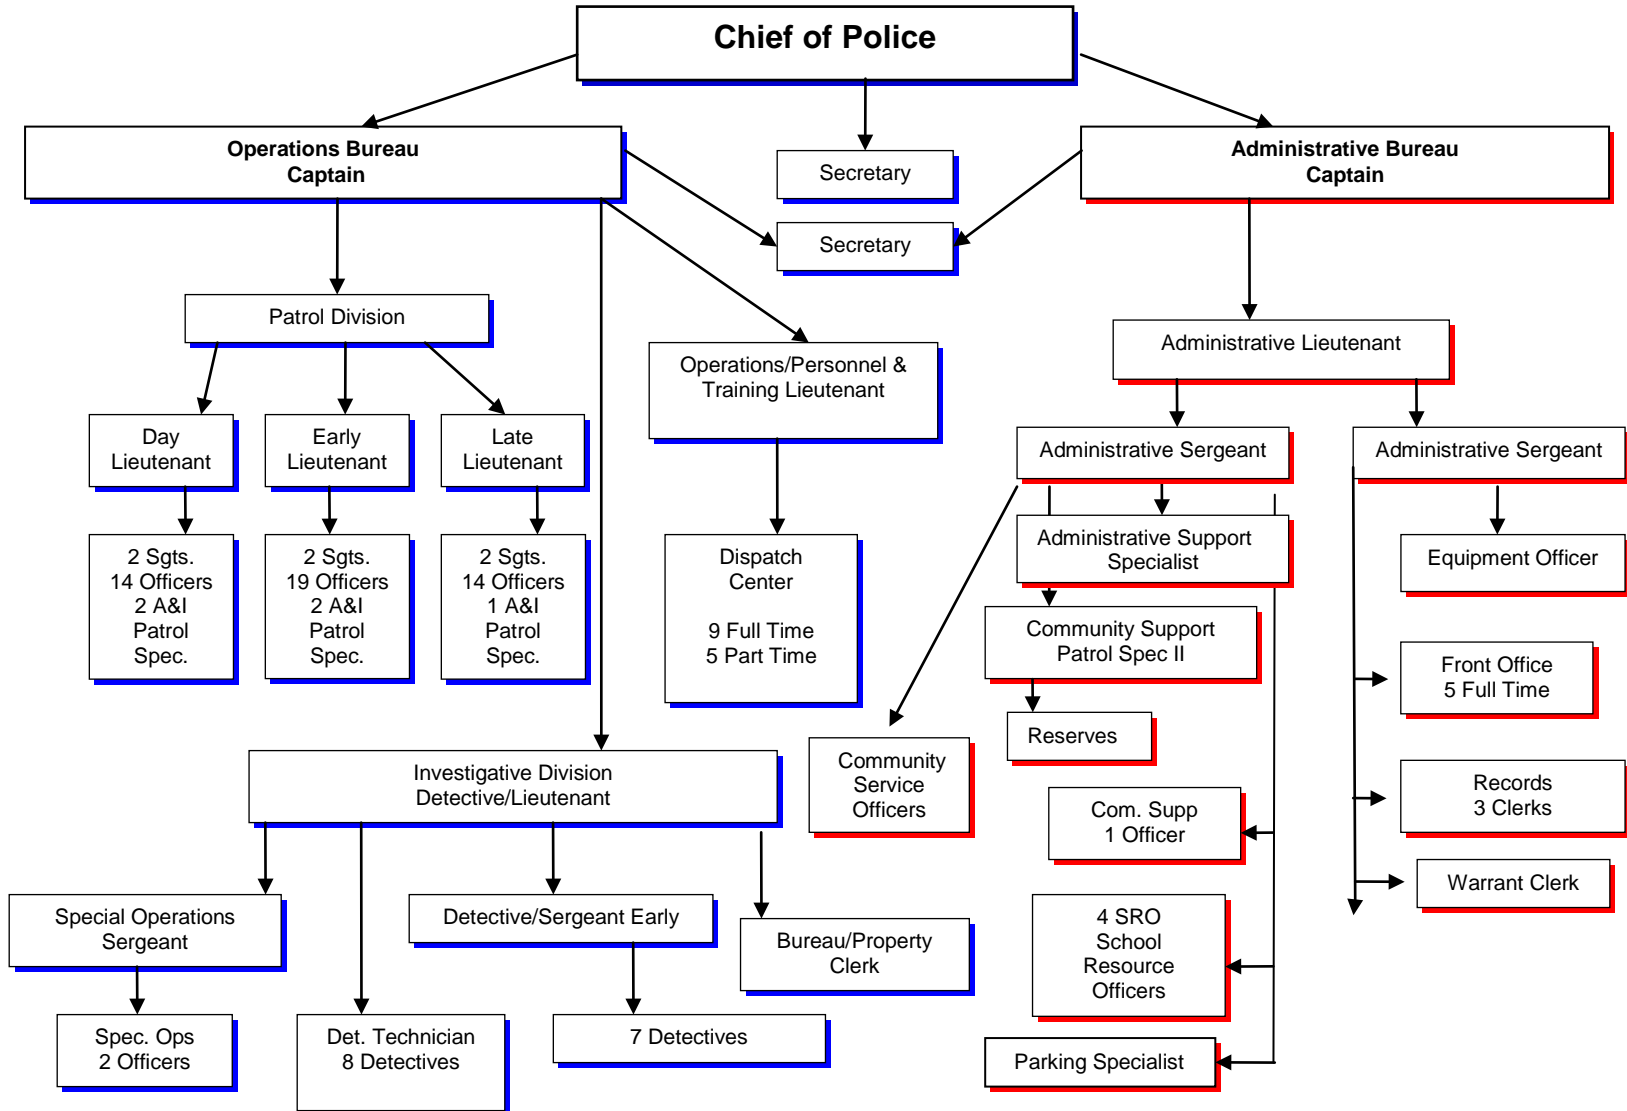 Chief of Police
Operations Bureau
Captain
Secretary
Administrative Bureau
Captain
Secretary
Patrol Division
Operations/Personnel &
Training Lieutenant
Administrative Lieutenant
Day
Lieutenant
Early
Lieutenant
Late
Lieutenant
Administrative Sergeant
Administrative Sergeant
2 Sgts.
14 Officers
2 A&I
Patrol
Spec.
2 Sgts.
19 Officers
2 A&I
Patrol
Spec.
2 Sgts.
14 Officers
1 A&I
Patrol
Spec.
Dispatch
Center
9 Full Time
5 Part Time
Administrative Support
Specialist
Equipment Officer
Community Support
Patrol Spec II
Front Office
5 Full Time
Reserves
Community
Service
Officers
Investigative Division
Detective/Lieutenant
Com. Supp
1 Officer
Records
3 Clerks
Warrant Clerk
Special Operations
Sergeant
Detective/Sergeant Early
Bureau/Property
Clerk
4 SRO
School
Resource
Officers
Spec. Ops
2 Officers
Det. Technician
8 Detectives
7 Detectives
Parking Specialist